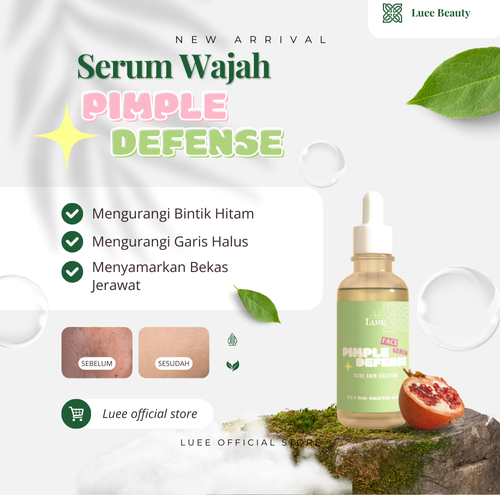 Luee Beauty
NEW ARRIVAL
Serum Wajah
PIMPLE
DEFENSE
Mengurangi Bintik Hitam
Mengurangi Garis Halus
Menyamarkan Bekas
Jerawat
SEBELUM
SESUDAH
Luee official store
LUEE OFFICIAL STORE
Luee
FACE
SERUM
PIMPLE
DEFENSE
ACNE SKIN SOLUTION